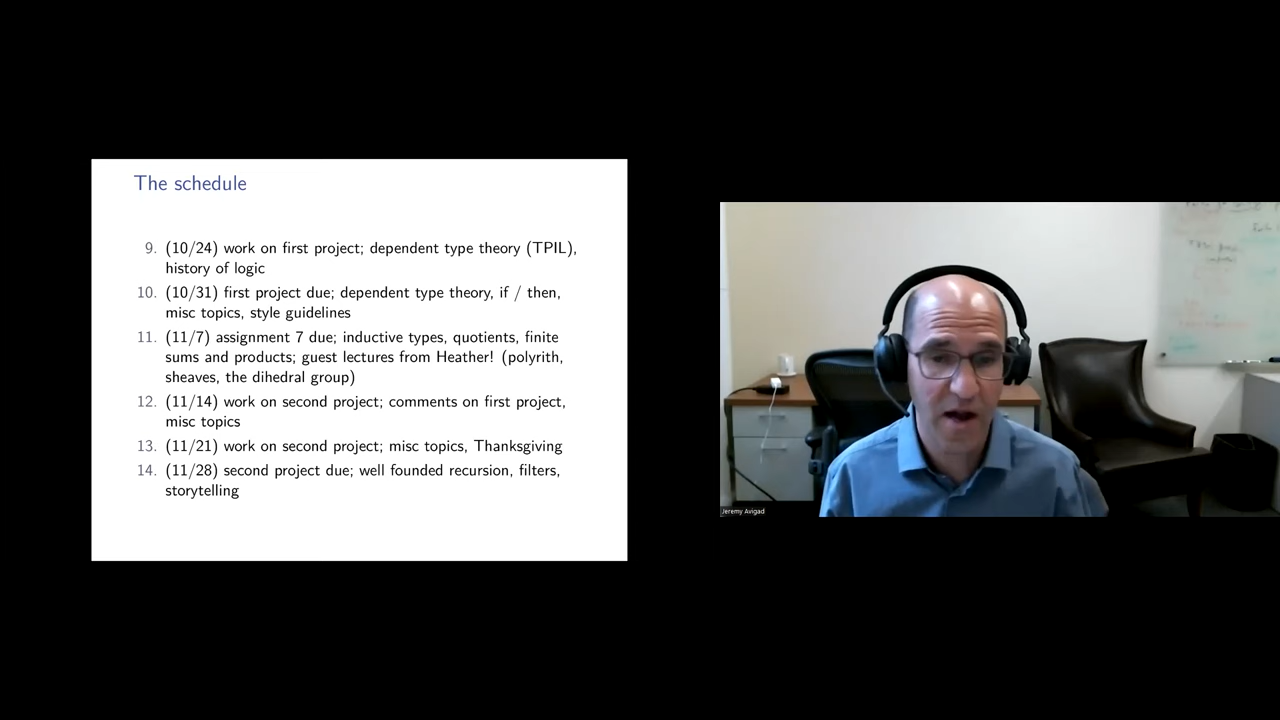 The schedule
9. (10/24) work on first project; dependent type theory (TPIL),
history of logic
10. (10/31) first project due; dependent type theory, if / then,
misc topics, style guidelines
11. (11/7) assignment 7 due; inductive types, quotients, finite
sums and products; guest lectures from Heather! (polyrith,
sheaves, the dihedral group)
12. (11/14) work on second project; comments on first project,
misc topics
13. (11/21) work on second project; misc topics, Thanksgiving
14. (11/28) second project due; well founded recursion, filters,
storytelling
Jeremy Avigad